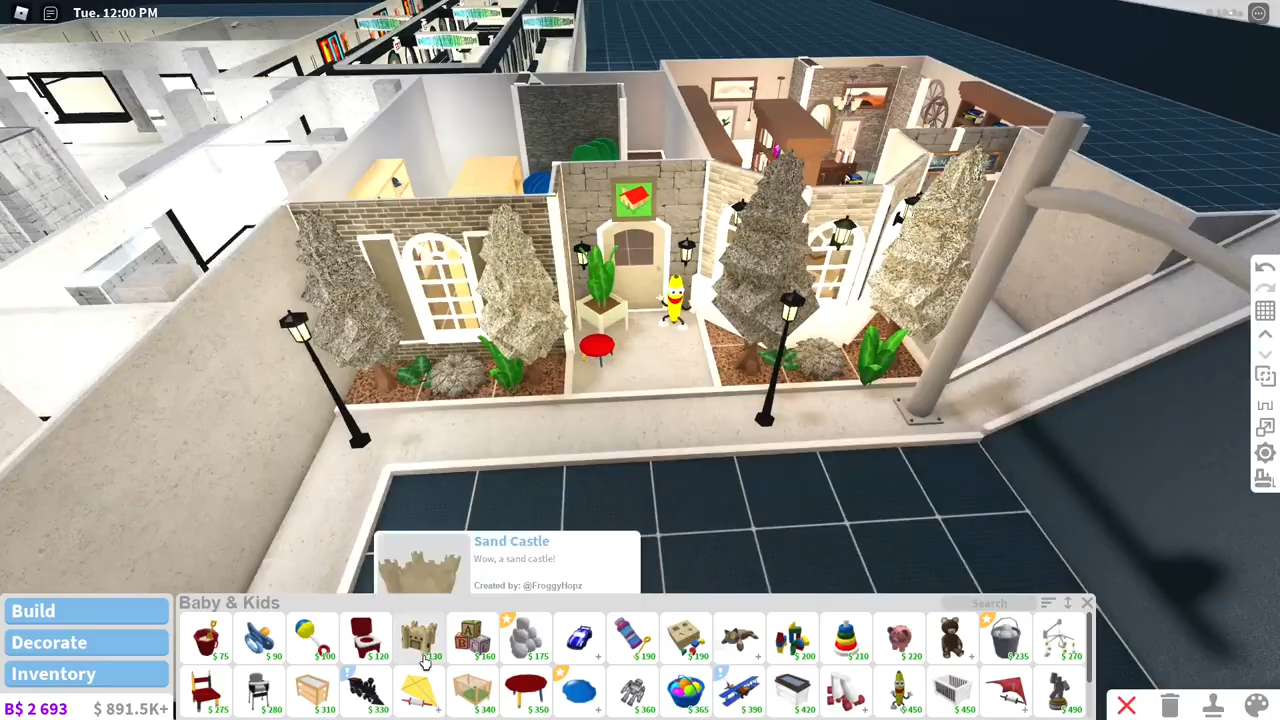 Tue. 12:00 PM
Sand Castle
Wow, a sand castle!
Created by: @FroggyHopz
Build
Decorate
Inventory
B$ 2 693 $ 891.5K+
Baby & Kids
Search
$ 75 $ 90 $ 100 $ 120 $ 130 $ 160 $ 175 + $ 190 $ 190 + $ 200 $ 210 $ 220 + $ 235 $ 270
$ 275 $ 280 $ 310 $ 330 + $ 340 $ 350 + $ 360 $ 365 $ 390 $ 420 + $ 450 $ 450 + $ 490